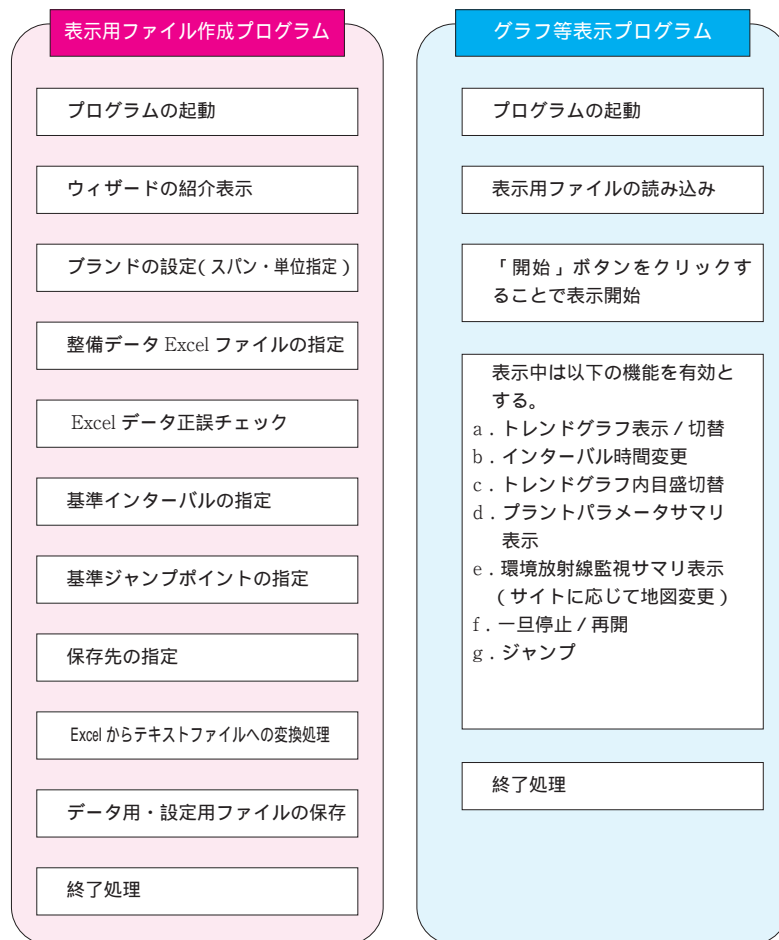 表示用ファイル作成プログラム
プログラムの起動
ウィザードの紹介表示
ブランドの設定(スパン・単位指定)
整備データ Excel ファイルの指定
Excel データ正誤チェック
基準インターバルの指定
基準ジャンプポイントの指定
保存先の指定
Excel からテキストファイルへの変換処理
データ用・設定用ファイルの保存
終了処理
グラフ等表示プログラム
プログラムの起動
表示用ファイルの読み込み
「開始」ボタンをクリックす
ることで表示開始
表示中は以下の機能を有効と
する。
a．トレンドグラフ表示/切替
b．インターバル時間変更
c．トレンドグラフ内目盛切替
d．プラントパラメータサマリ
表示
e．環境放射線監視サマリ表示
(サイトに応じて地図変更)
f．一旦停止/再開
g．ジャンプ
終了処理